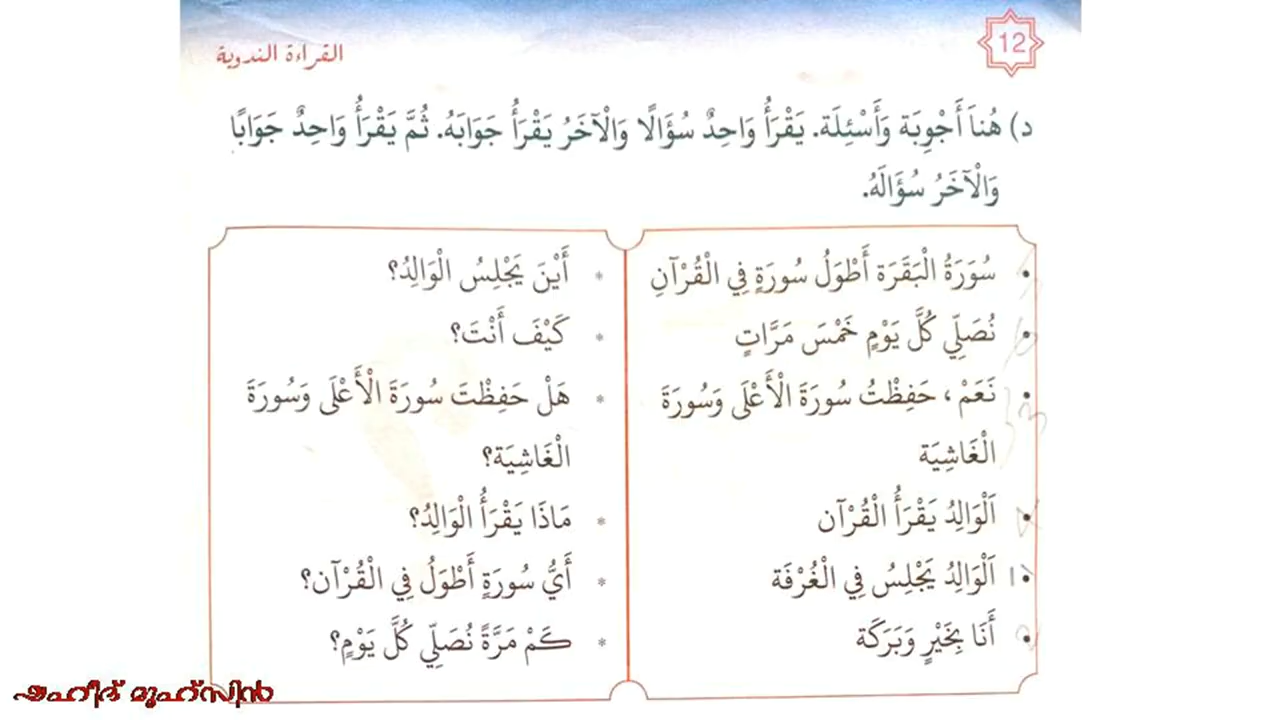 12
القراءة الندوية
د) هُنَا أَجْوِبَة وَأَسْئِلَة. يَقْرَأُ وَاحِدٌ سُؤَالًا وَالْآخَرُ يَقْرَأُ جَوَابَهُ. ثُمَّ يَقْرَأُ وَاحِدٌ جَوَابًا
وَالْآخَرُ سُؤَالَهُ.
• سُوَرَةُ الْبَقَرَة أَطْوَلُ سُورَةٍ فِي الْقُرْآنِ
• نُصَلِّي كُلَّ يَوْمٍ خَمْسَ مَرَّاتٍ
• نَعَمْ ، حَفِظْتُ سُورَةَ الْأَعْلَى وَسُورَةَ
الْغَاشِيَة
• اَلْوَالِدُ يَقْرَأُ الْقُرْآن
• اَلْوَالِدُ يَجْلِسُ فِي الْغُرْفَة
• أَنَا بِخَيْرٍ وَبَرَكَة
* أَيْنَ يَجْلِسُ الْوَالِدُ؟
* كَيْفَ أَنْتَ؟
* هَلْ حَفِظْتَ سُورَةَ الْأَعْلَى وَسُورَةَ
الْغَاشِيَة؟
* مَاذَا يَقْرَأُ الْوَالِدُ؟
* أَيُّ سُورَةٍ أَطْوَلُ فِي الْقُرْآن؟
* كَمْ مَرَّةً نُصَلِّي كُلَّ يَوْمٍ؟
ഷഹീദ് മുഹ്സിൻ